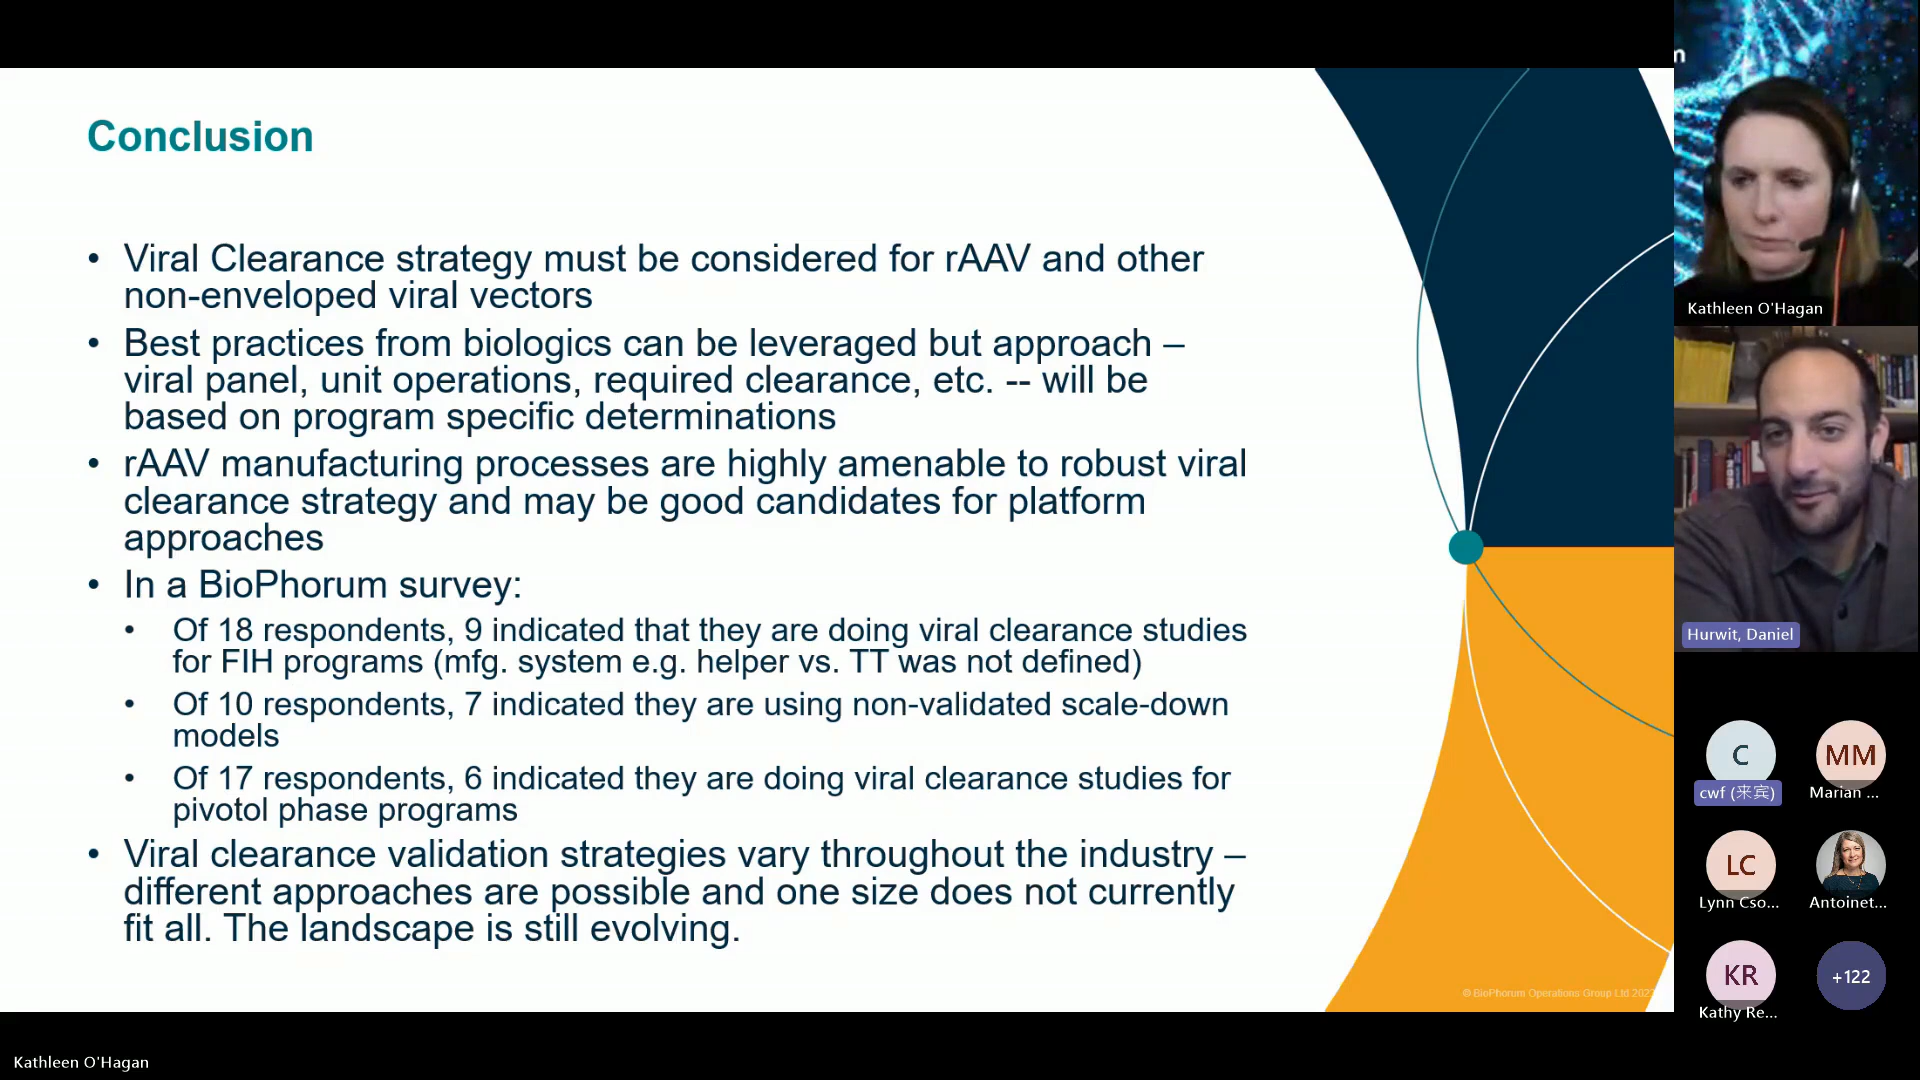 Conclusion
• Viral Clearance strategy must be considered for rAAV and other
non-enveloped viral vectors
• Best practices from biologics can be leveraged but approach –
viral panel, unit operations, required clearance, etc. -- will be
based on program specific determinations
• rAAV manufacturing processes are highly amenable to robust viral
clearance strategy and may be good candidates for platform
approaches
• In a BioPhorum survey:
• Of 18 respondents, 9 indicated that they are doing viral clearance studies
for FIH programs (mfg. system e.g. helper vs. TT was not defined)
• Of 10 respondents, 7 indicated they are using non-validated scale-down
models
• Of 17 respondents, 6 indicated they are doing viral clearance studies for
pivotol phase programs
• Viral clearance validation strategies vary throughout the industry –
different approaches are possible and one size does not currently
fit all. The landscape is still evolving.
© BioPhorum Operations Group Ltd
Kathleen O'Hagan
Hurwit, Daniel
C
cwf (来宾)
MM
Marian ...
LC
Lynn Cso...
Antoinet...
KR
Kathy Re...
+122
Kathleen O'Hagan